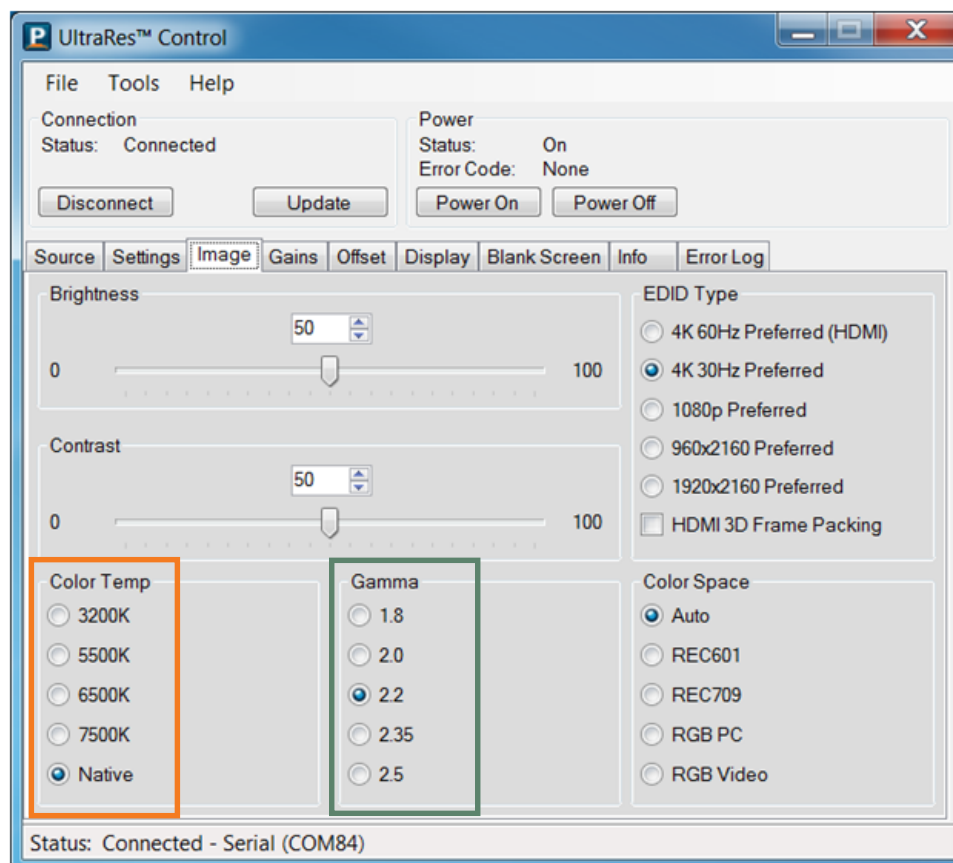 P UltraRes™ Control
File Tools Help
Connection
Status: Connected
Disconnect Update
Power
Status: On
Error Code: None
Power On Power Off
Source Settings Image Gains Offset Display Blank Screen Info Error Log
Brightness
50
0 100
Contrast
50
0 100
EDID Type
4K 60Hz Preferred (HDMI)
4K 30Hz Preferred
1080p Preferred
960x2160 Preferred
1920x2160 Preferred
HDMI 3D Frame Packing
Color Temp
3200K
5500K
6500K
7500K
Native
Gamma
1.8
2.0
2.2
2.35
2.5
Color Space
Auto
REC601
REC709
RGB PC
RGB Video
Status: Connected - Serial (COM84)